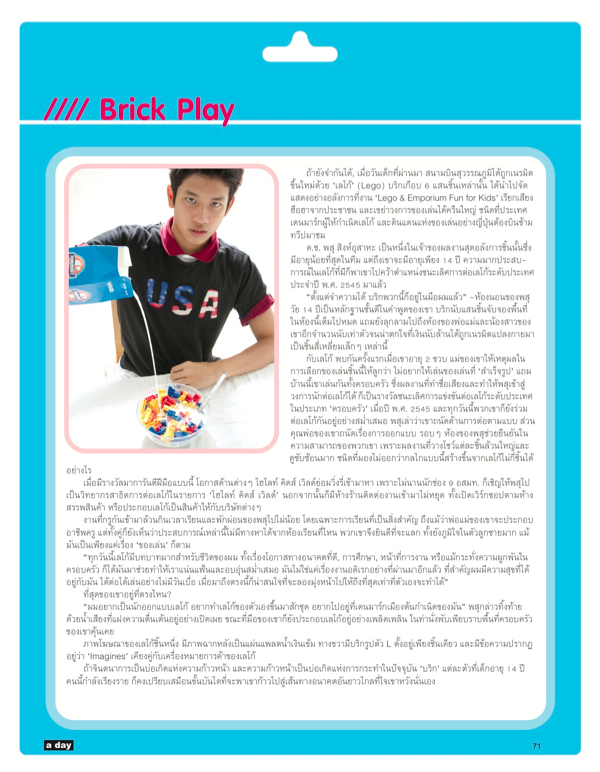 //// Brick Play
ถ้ายังจำกันได้, เมื่อวันเด็กที่ผ่านมา สนามบินสุวรรณภูมิได้ถูกเนรมิต
ขึ้นใหม่ด้วย 'เลโก้' (Lego) บริกเกือบ 6 แสนชิ้นเหล่านั้น ได้นำไปจัด
แสดงอย่างอลังการที่งาน 'Lego & Emporium Fun for Kids' เรียกเสียง
ฮือฮาจากประชาชน และเขย่าวงการของเล่นได้ครืนใหญ่ ชนิดที่ประเทศ
เดนมาร์กผู้ให้กำเนิดเลโก้ และดินแดนแห่งของเล่นอย่างญี่ปุ่นต้องบินข้าม
ทวีปมาชม
ด.ช. พสุ สิงห์อุสาหะ เป็นหนึ่งในเจ้าของผลงานสุดอลังการชิ้นนั้นซึ่ง
มีอายุน้อยที่สุดในทีม แต่ถึงเขาจะมีอายุเพียง 14 ปี ความมากประสบ-
การณ์ในเลโก้ที่มีก็พาเขาไปคว้าตำแหน่งชนะเลิศการต่อเลโก้ระดับประเทศ
ประจำปี พ.ศ. 2545 มาแล้ว
"ตั้งแต่จำความได้ บริกพวกนี้ก็อยู่ในมือผมแล้ว" –ห้องนอนของพสุ
วัย 14 ปีเป็นหลักฐานชั้นดีในคำพูดของเขา บริกนับแสนชิ้นจับจองพื้นที่
ในห้องนี้เต็มไปหมด แถมยังลุกลามไปถึงห้องของพ่อแม่และน้องสาวของ
เขาอีกจำนวนนับเท่าตัวจนน่าตกใจที่เงินนับล้านได้ถูกเนรมิตแปลงกายมา
เป็นชิ้นสี่เหลี่ยมเล็กๆ เหล่านี้
กับเลโก้ พบกันครั้งแรกเมื่อเขาอายุ 2 ขวบ แม่ของเขาให้เหตุผลใน
การเลือกของเล่นชิ้นนี้ให้ลูกว่า ไม่อยากให้เล่นของเล่นที่ 'สำเร็จรูป' แถม
บ้านนี้เขาเล่นกันทั้งครอบครัว ซึ่งผลงานที่ทำชื่อเสียงและทำให้พสุเข้าสู่
วงการนักต่อเลโก้ได้ ก็เป็นรางวัลชนะเลิศการแข่งขันต่อเลโก้ระดับประเทศ
ในประเภท 'ครอบครัว' เมื่อปี พ.ศ. 2545 และทุกวันนี้พวกเขาก็ยังร่วม
ต่อเลโก้กันอยู่อย่างสม่ำเสมอ พสุเล่าว่าเขาถนัดด้านการต่อตามแบบ ส่วน
คุณพ่อของเขาถนัดเรื่องการออกแบบ รอบๆ ห้องของพสุช่วยยืนยันใน
ความสามารถของพวกเขา เพราะผลงานที่วางโชว์แต่ละชิ้นล้วนใหญ่และ
ดูซับซ้อนมาก ชนิดที่มองไม่ออกว่ากลไกแบบนี้สร้างขึ้นจากเลโก้ไม่กี่ชิ้นได้
อย่างไร
เมื่อมีรางวัลมาการันตีฝีมือแบบนี้ โอกาสด้านต่างๆ ไฮไลท์ คิดส์ เวิลด์ย่อมวิ่งรี่เข้ามาหา เพราะไม่นานนักช่อง 9 อสมท. ก็เชิญให้พสุไป
เป็นวิทยากรสาธิตการต่อเลโก้ในรายการ 'ไฮไลท์ คิดส์ เวิลด์' นอกจากนั้นก็มีห้างร้านติดต่องานเข้ามาไม่หยุด ทั้งเปิดเวิร์กชอปตามห้าง
สรรพสินค้า หรือประกอบเลโก้เป็นสินค้าให้กับบริษัทต่างๆ
งานที่กรูกันเข้ามาล้วนกินเวลาเรียนและพักผ่อนของพสุไปไม่น้อย โดยเฉพาะการเรียนที่เป็นสิ่งสำคัญ ถึงแม้ว่าพ่อแม่ของเขาจะประกอบ
อาชีพครู แต่ทั้งคู่ก็ยังเห็นว่าประสบการณ์เหล่านี้ไม่มีทางหาได้จากห้องเรียนที่ไหน พวกเขาจึงยินดีที่จะแลก ทั้งยังภูมิใจในตัวลูกชายมาก แม้
มันเป็นเพียงแค่เรื่อง 'ของเล่น' ก็ตาม
"ทุกวันนี้เลโก้มีบทบาทมากสำหรับชีวิตของผม ทั้งเรื่องโอกาสทางอนาคตที่ดี, การศึกษา, หน้าที่การงาน หรือแม้กระทั่งความผูกพันใน
ครอบครัว ก็ได้มันมาช่วยทำให้เราแน่นแฟ้นและอบอุ่นสม่ำเสมอ มันไม่ใช่แค่เรื่องงานอดิเรกอย่างที่ผ่านมาอีกแล้ว ที่สำคัญผมมีความสุขที่ได้
อยู่กับมัน ได้ต่อได้เล่นอย่างไม่มีวันเบื่อ เมื่อมาถึงตรงนี้ก็น่าสนใจที่จะลองมุ่งหน้าไปให้ถึงที่สุดเท่าที่ตัวเองจะทำได้"
ที่สุดของเขาอยู่ที่ตรงไหน?
"ผมอยากเป็นนักออกแบบเลโก้ อยากทำเลโก้ของตัวเองขึ้นมาสักชุด อยากไปอยู่ที่เดนมาร์กเมืองต้นกำเนิดของมัน" พสุกล่าวทิ้งท้าย
ด้วยน้ำเสียงที่แฝงความตื่นเต้นอยู่อย่างเปิดเผย ขณะที่มือของเขาก็ยังประกอบเลโก้อยู่อย่างเพลิดเพลิน ในท่านั่งพับเพียบราบพื้นที่ครอบครัว
ของเขาคุ้นเคย
ภาพโฆษณาของเลโก้ชิ้นหนึ่ง มีภาพฉากหลังเป็นแผ่นแพลตน้ำเงินเข้ม ทางขวามีบริกรูปตัว L ตั้งอยู่เพียงชิ้นเดียว และมีข้อความปรากฏ
อยู่ว่า 'Imagines' เคียงคู่กับเครื่องหมายการค้าของเลโก้
ถ้าจินตนาการเป็นบ่อเกิดแห่งความก้าวหน้า และความก้าวหน้าเป็นบ่อเกิดแห่งการกระทำในปัจจุบัน 'บริก' แต่ละตัวที่เด็กอายุ 14 ปี
คนนี้กำลังเรียงราย ก็คงเปรียบเสมือนขั้นบันไดที่จะพาเขาก้าวไปสู่เส้นทางอนาคตอันยาวไกลที่ใจเขาหวังนั่นเอง
USA
a day
71